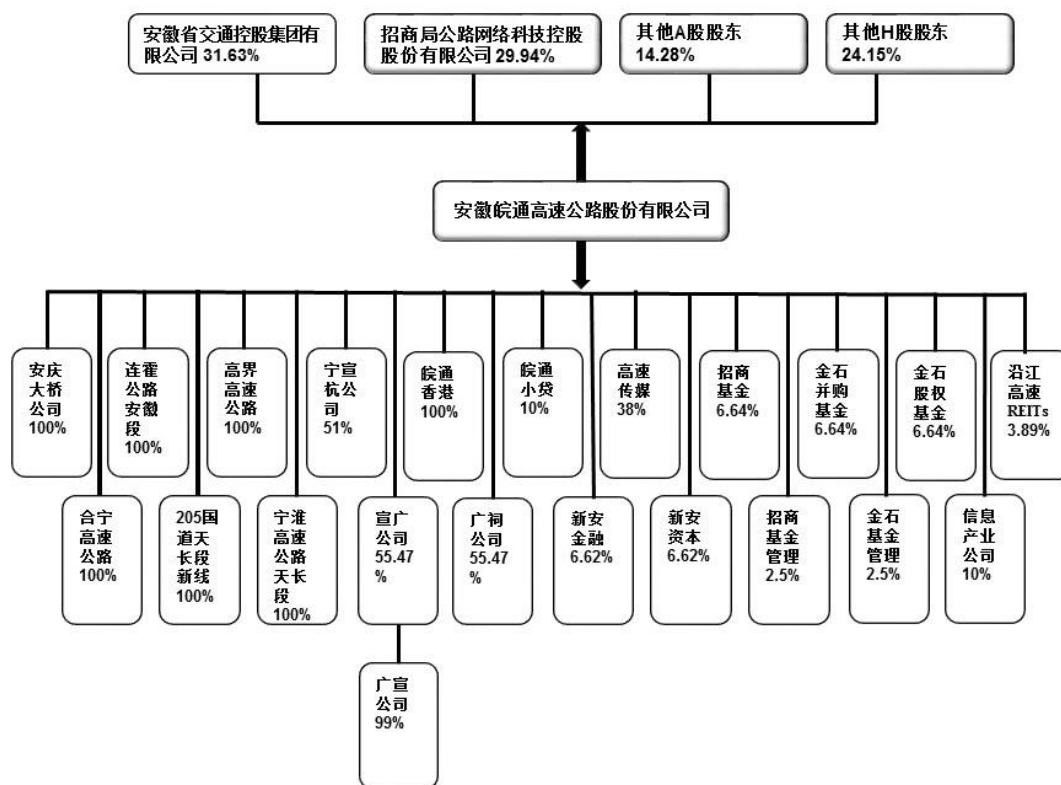 安徽省交通控股集团有
限公司 31.63%
招商局公路网络科技控股
股份有限公司 29.94%
其他A股股东
14.28%
其他H股股东
24.15%
安徽皖通高速公路股份有限公司
安庆
大桥
公司
100%
连霍
公路
安徽
段
100%
高界
高速
公路
100%
宁宣
杭公
司
51%
皖通
香港
100%
皖通
小贷
10%
高速
传媒
38%
招商
基金
6.64%
金石
并购
基金
6.64%
金石
股权
基金
6.64%
沿江
高速
REITs
3.89%
合宁
高速
公路
100%
205国
道天
长段
新线
100%
宁淮
高速
公路
天长
段
100%
宣广
公司
55.47
%
广祠
公司
55.47
%
新安
金融
6.62%
新安
资本
6.62%
招商
基金
管理
2.5%
金石
基金
管理
2.5%
信息
产业
公司
10%
广宣
公司
99%